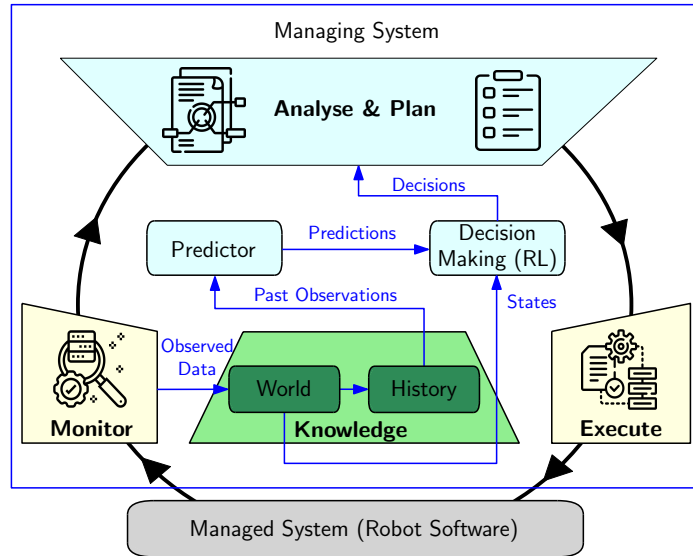 Managing System
Analyse & Plan
Decisions
Predictor
Predictions
Decision
Making (RL)
Past Observations
States
Observed
Data
World
History
Monitor
Knowledge
Execute
Managed System (Robot Software)